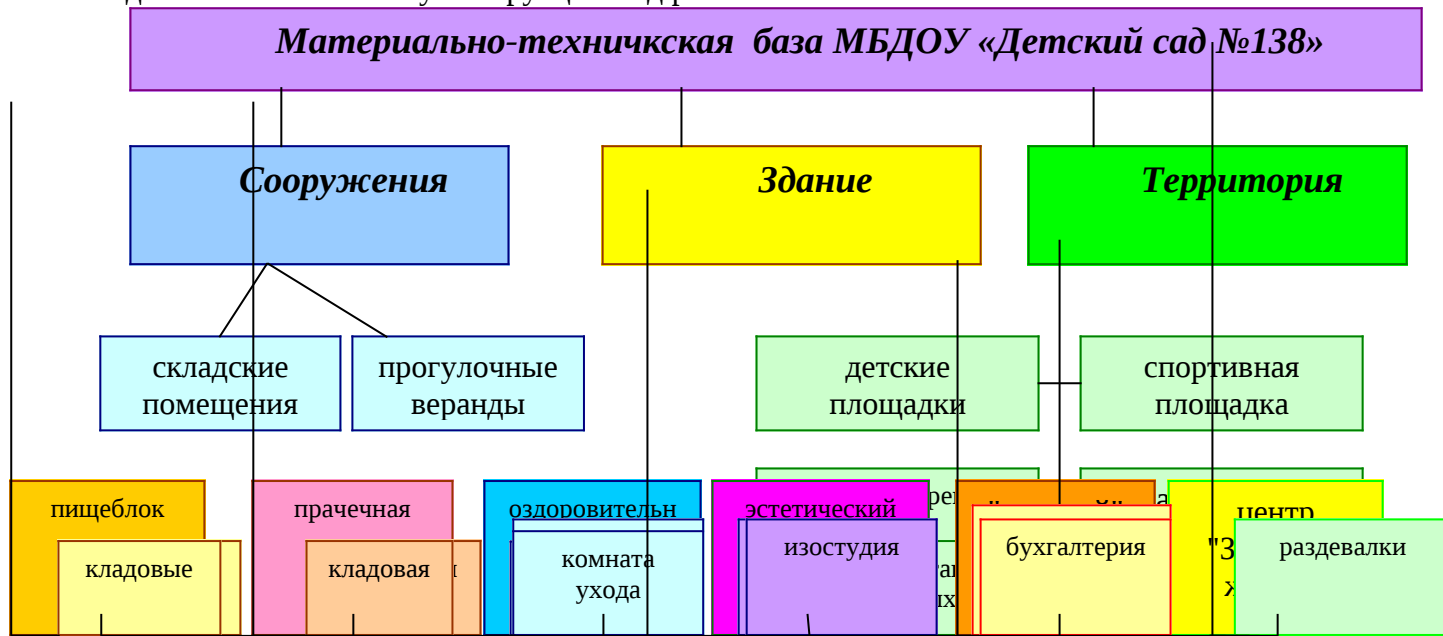 Материально-техничкская база МБДОУ «Детский сад №138»
Сооружения
Здание
Территория
складские
помещения
прогулочные
веранды
детские
площадки
спортивная
площадка
пищеблок
прачечная
оздоровительн
эстетический
центр
кладовые
кладовая
комната
ухода
изостудия
бухгалтерия
раздевалки